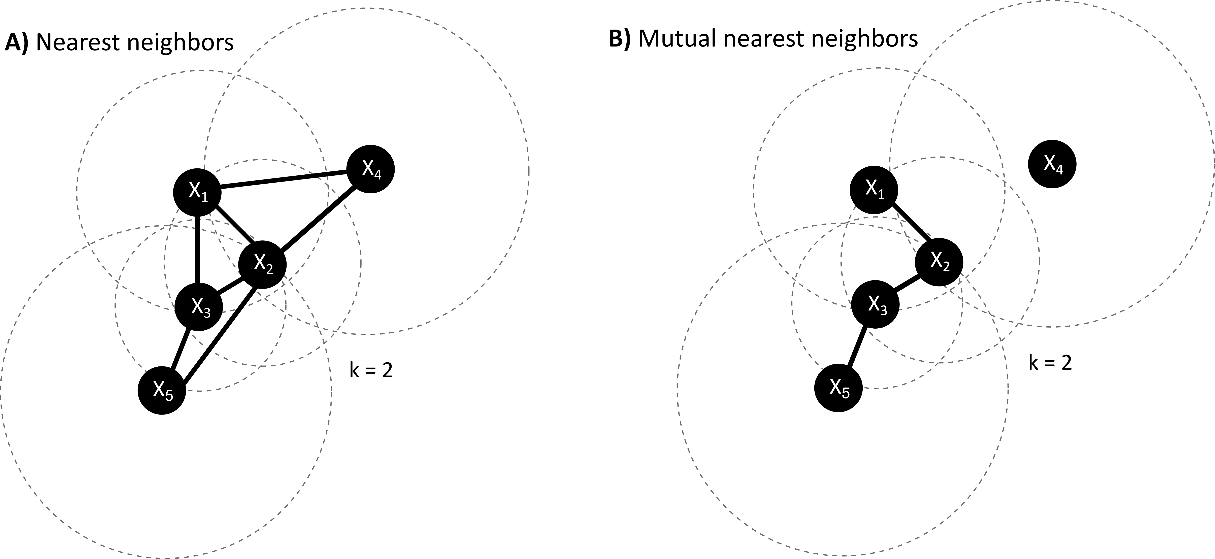 A) Nearest neighbors
X₁
X₄
X₂
X₃
X₅
k = 2
B) Mutual nearest neighbors
X₁
X₄
X₂
X₃
X₅
k = 2